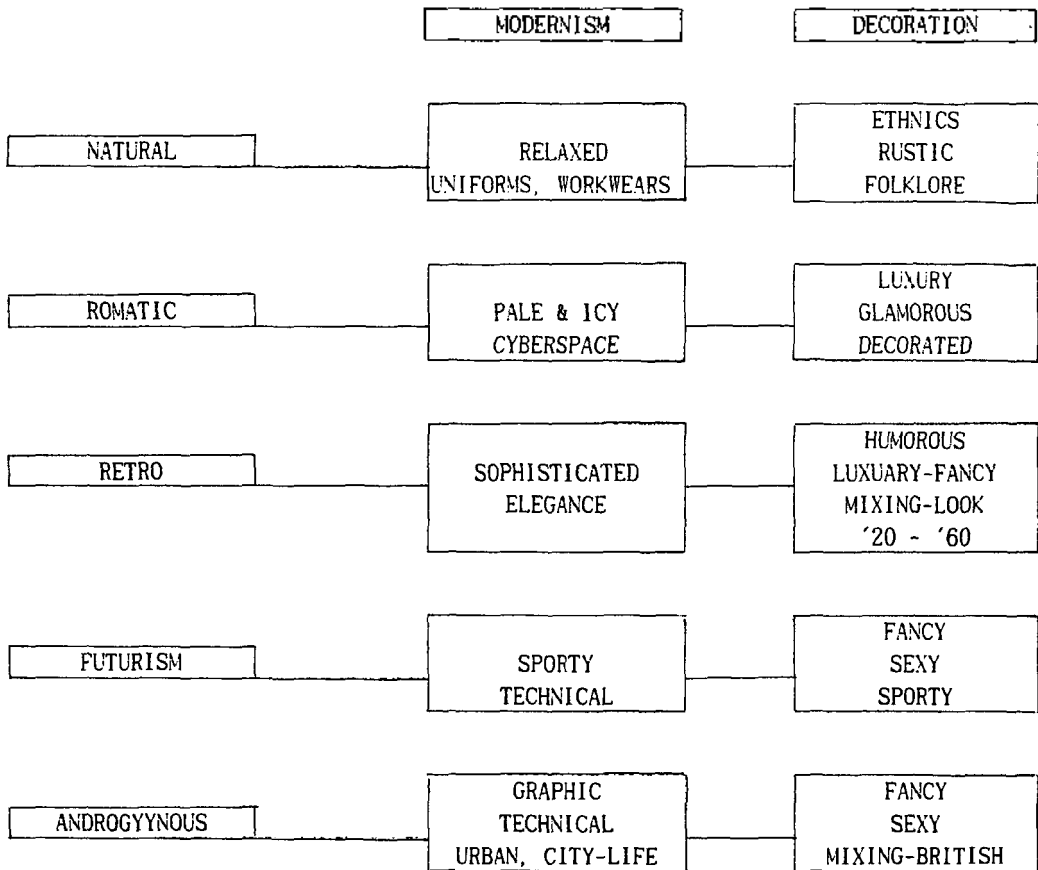 MODERNISM
DECORATION
NATURAL
RELAXED
UNIFORMS, WORKWEARS
ETHNICS
RUSTIC
FOLKLORE
ROMATIC
PALE & ICY
CYBERSPACE
LUXURY
GLAMOROUS
DECORATED
RETRO
SOPHISTICATED
ELEGANCE
HUMOROUS
LUXUARY-FANCY
MIXING-LOOK
'20 - '60
FUTURISM
SPORTY
TECHNICAL
FANCY
SEXY
SPORTY
ANDROGYYNOUS
GRAPHIC
TECHNICAL
URBAN, CITY-LIFE
FANCY
SEXY
MIXING-BRITISH